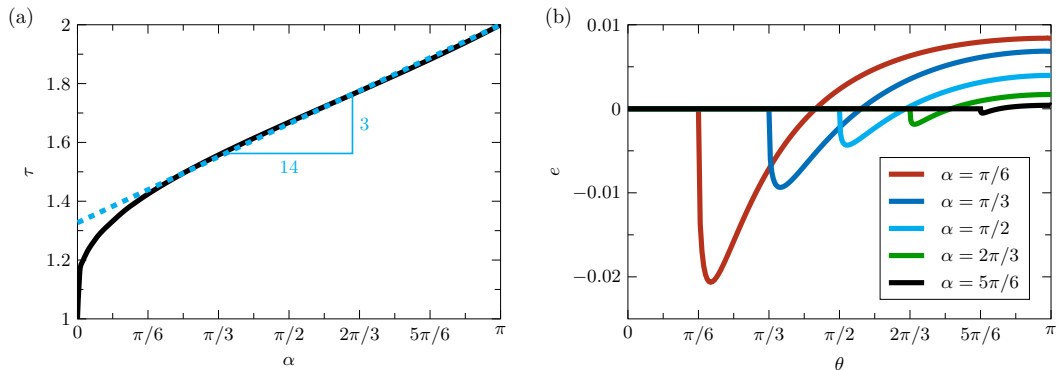 (a)
2
1.8
1.6
1.4
1.2
1
τ
3
14
0 π/6 π/3 π/2 2π/3 5π/6 π
α
(b)
0.01
0
−0.01
−0.02
e
α = π/6
α = π/3
α = π/2
α = 2π/3
α = 5π/6
0 π/6 π/3 π/2 2π/3 5π/6 π
θ